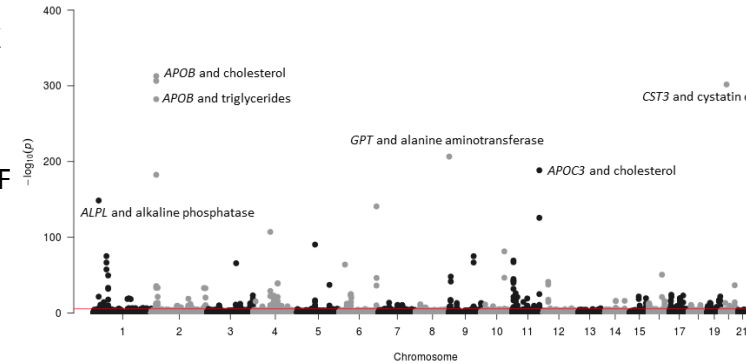 400
300
200
100
0
−log10(p)
F
APOB and cholesterol
APOB and triglycerides
CST3 and cystatin
GPT and alanine aminotransferase
APOC3 and cholesterol
ALPL and alkaline phosphatase
1 2 3 4 5 6 7 8 9 10 11 12 13 14 15 17 19 21
Chromosome